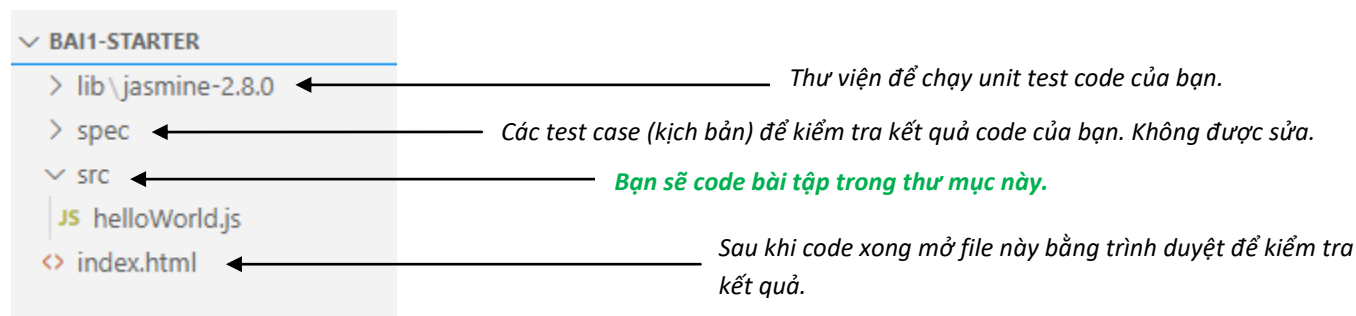 BAI1-STARTER
lib\jasmine-2.8.0
Thư viện để chạy unit test code của bạn.
spec
Các test case (kịch bản) để kiểm tra kết quả code của bạn. Không được sửa.
src
Bạn sẽ code bài tập trong thư mục này.
JS helloWorld.js
<> index.html
Sau khi code xong mở file này bằng trình duyệt để kiểm tra
kết quả.